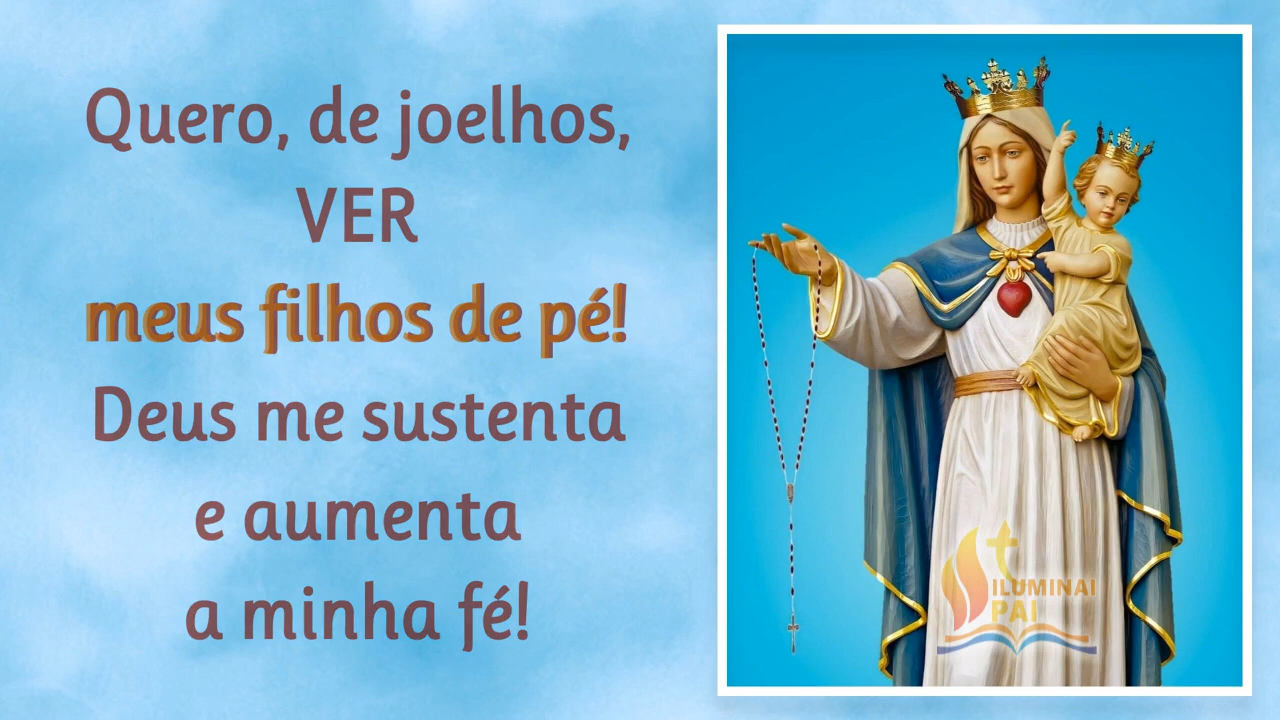 Quero, de joelhos,
VER
meus filhos de pé!
Deus me sustenta
e aumenta
a minha fé!
ILUMINAI
PAI